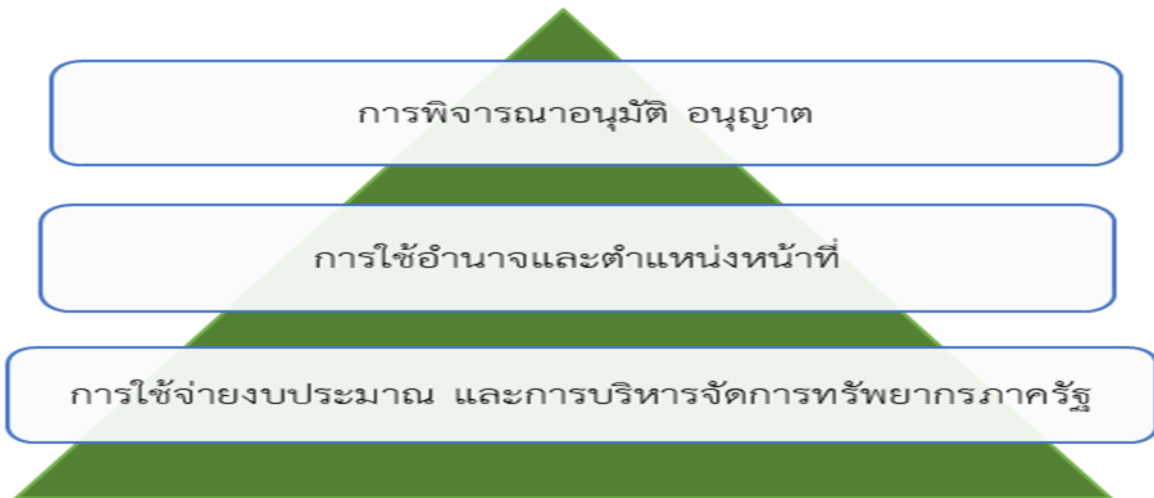 การพิจารณาอนุมัติ อนุญาต
การใช้อำนาจและตำแหน่งหน้าที่
การใช้จ่ายงบประมาณ และการบริหารจัดการทรัพยากรภาครัฐ